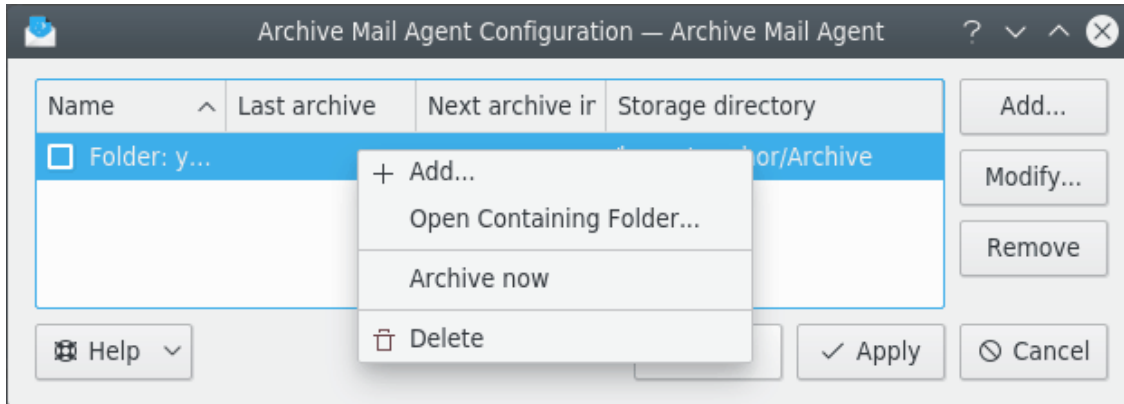 Archive Mail Agent Configuration — Archive Mail Agent
Name Last archive Next archive ir Storage directory
Add...
Folder: y... or/Archive
Add...
Modify...
Open Containing Folder...
Remove
Archive now
Delete
Help Apply Cancel